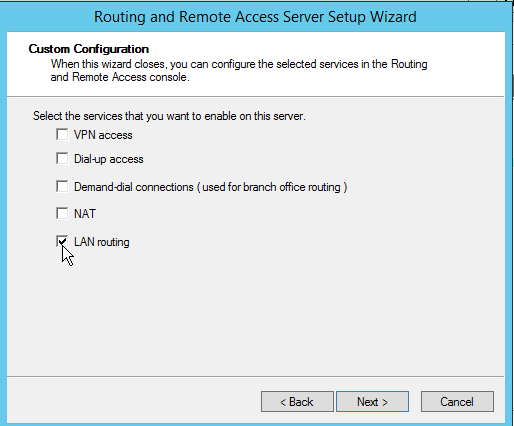 Routing and Remote Access Server Setup Wizard
Custom Configuration
When this wizard closes, you can configure the selected services in the Routing
and Remote Access console.
Select the services that you want to enable on this server.
VPN access
Dial-up access
Demand-dial connections ( used for branch office routing )
NAT
LAN routing
< Back
Next >
Cancel